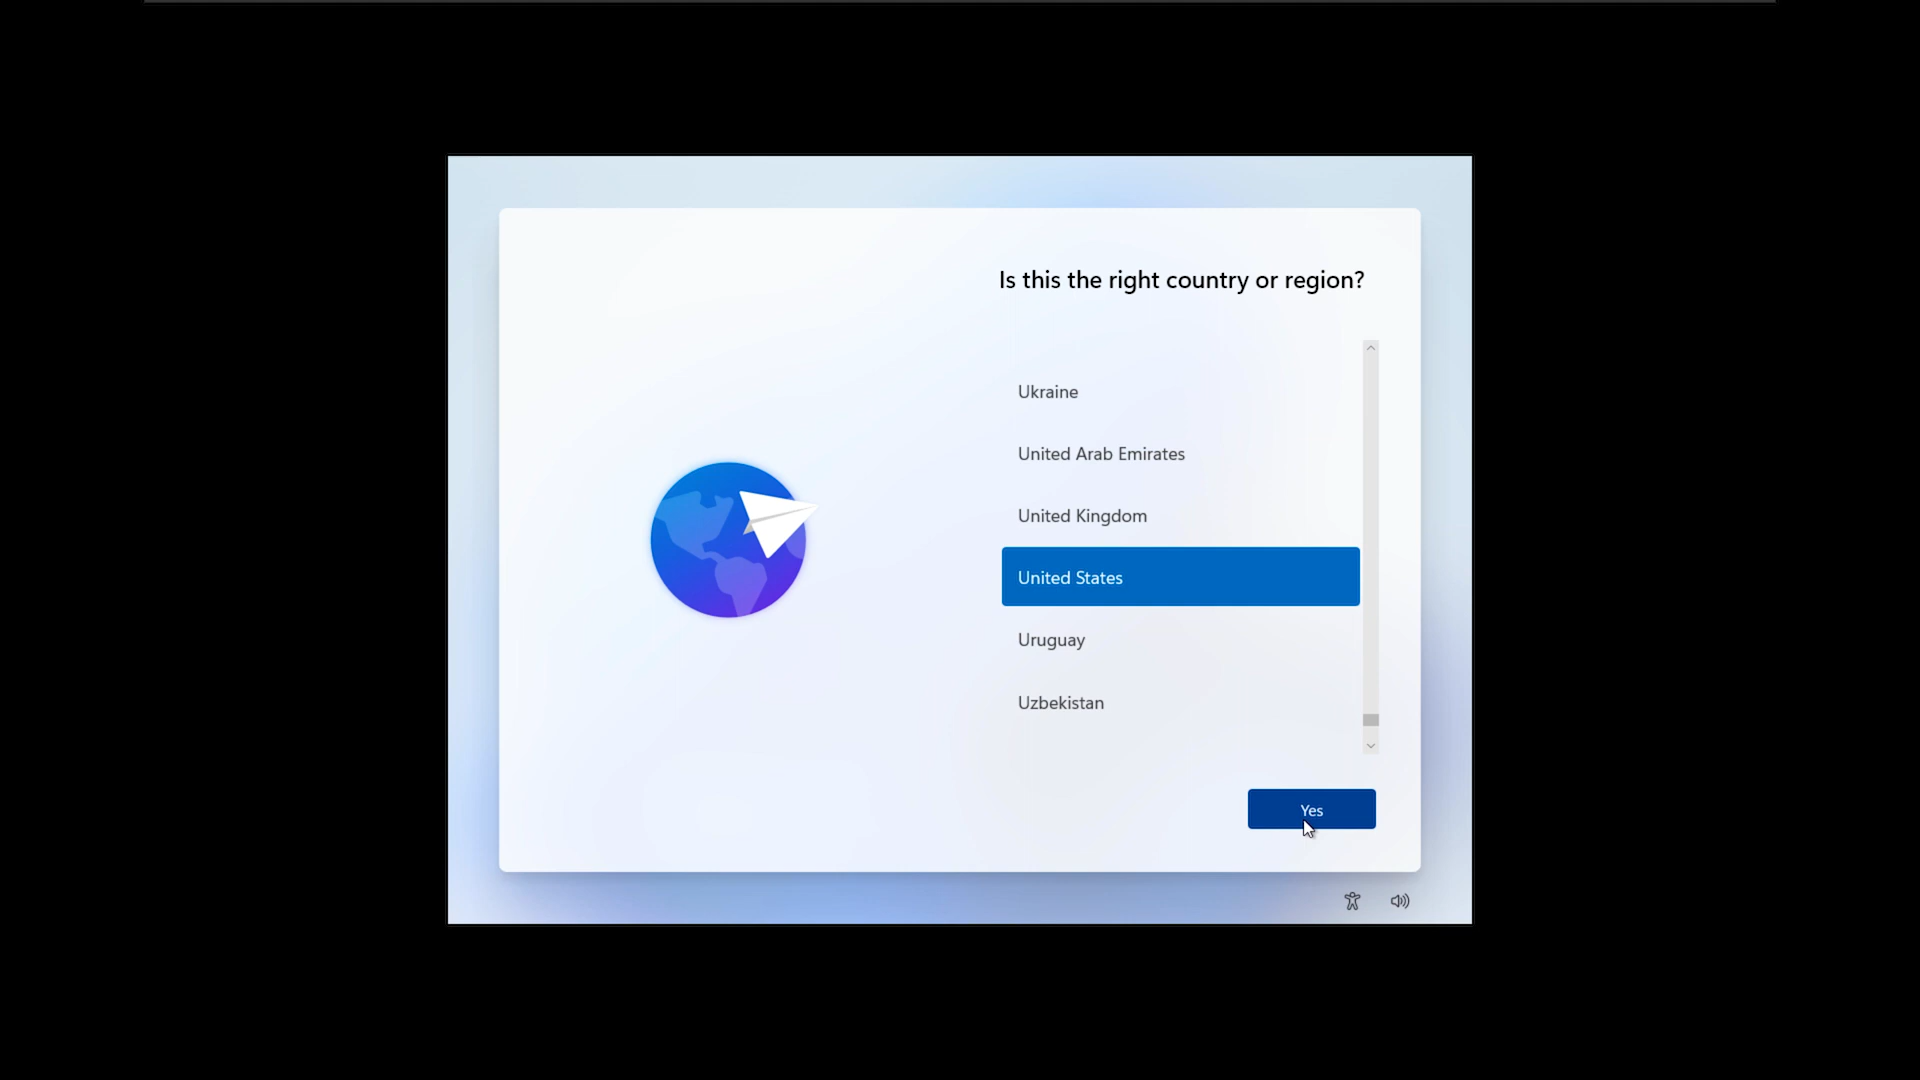 Is this the right country or region?
Ukraine
United Arab Emirates
United Kingdom
United States
Uruguay
Uzbekistan
Yes